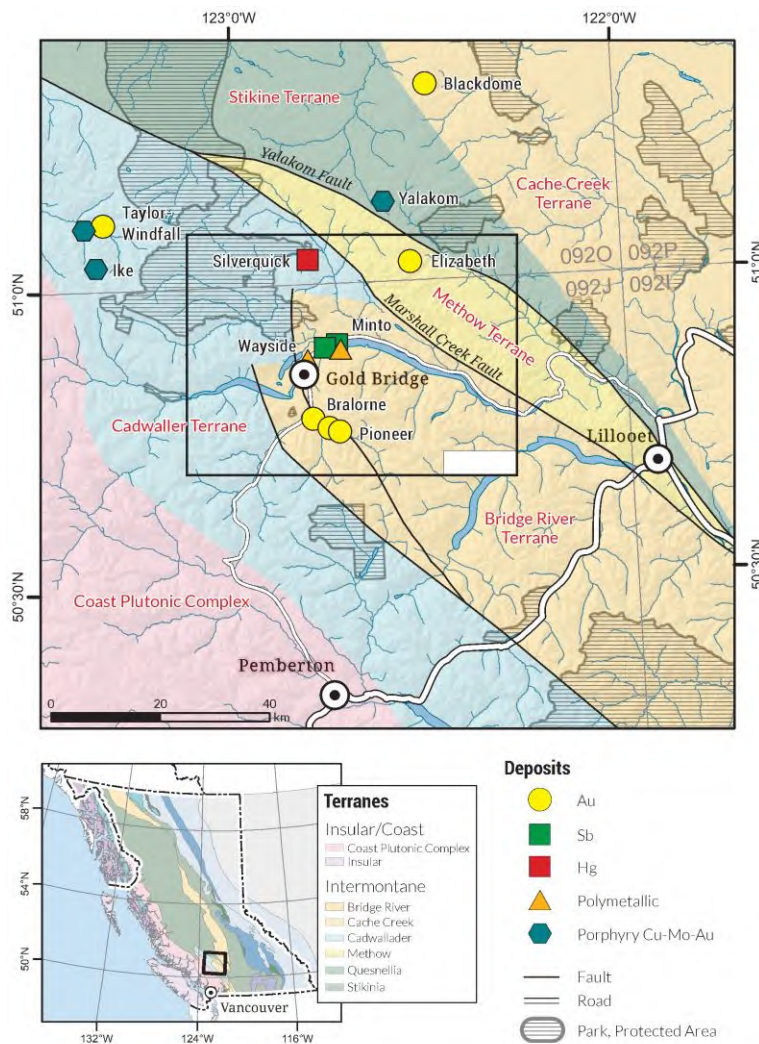 123°0'W
122°0'W
Blackdome
Stikine Terrane
Yalakom Fault
Yalakom
Cache Creek
Terrane
Taylor-
Windfall
Ike
Silverquick
Elizabeth
092O 092P
092J 092I
51°0'N
51°0'N
Methow Terrane
Marshall Creek Fault
Minto
Wayside
Gold Bridge
Bralorne
Pioneer
Cadwaller Terrane
Lillooet
Bridge River
Terrane
50°30'N
50°30'N
Coast Plutonic Complex
Pemberton
0 20 40
km
58°N
54°N
50°N
132°W
124°W
116°W
Vancouver
Terranes
Insular/Coast
Coast Plutonic Complex
Insular
Intermontane
Bridge River
Cache Creek
Cadwallader
Methow
Quesnellia
Stikinia
Deposits
Au
Sb
Hg
Polymetallic
Porphyry Cu-Mo-Au
Fault
Road
Park, Protected Area